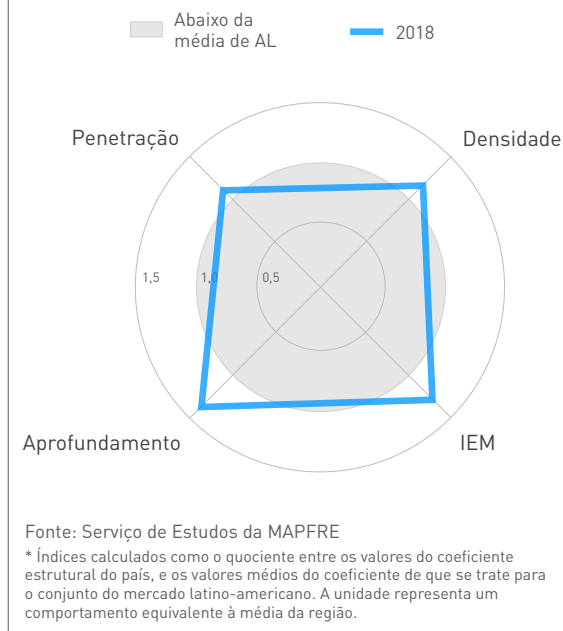 Abaixo da
média de AL
2018
Penetração
Densidade
1,5
1,0
0,5
Aprofundamento
IEM
Fonte: Serviço de Estudos da MAPFRE
* Índices calculados como o quociente entre os valores do coeficiente
estrutural do país, e os valores médios do coeficiente de que se trate para
o conjunto do mercado latino-americano. A unidade representa um
comportamento equivalente à média da região.